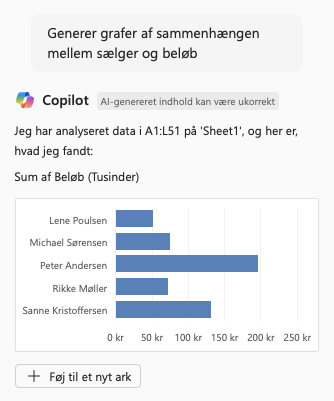 Generer grafer af sammenhængen
mellem sælger og beløb
Copilot AI-genereret indhold kan være ukorrekt
Jeg har analyseret data i A1:L51 på 'Sheet1', og her er,
hvad jeg fandt:
Sum af Beløb (Tusinder)
Lene Poulsen
Michael Sørensen
Peter Andersen
Rikke Møller
Sanne Kristoffersen
0 kr 50 kr 100 kr 150 kr 200 kr 250 kr
+ Føj til et nyt ark